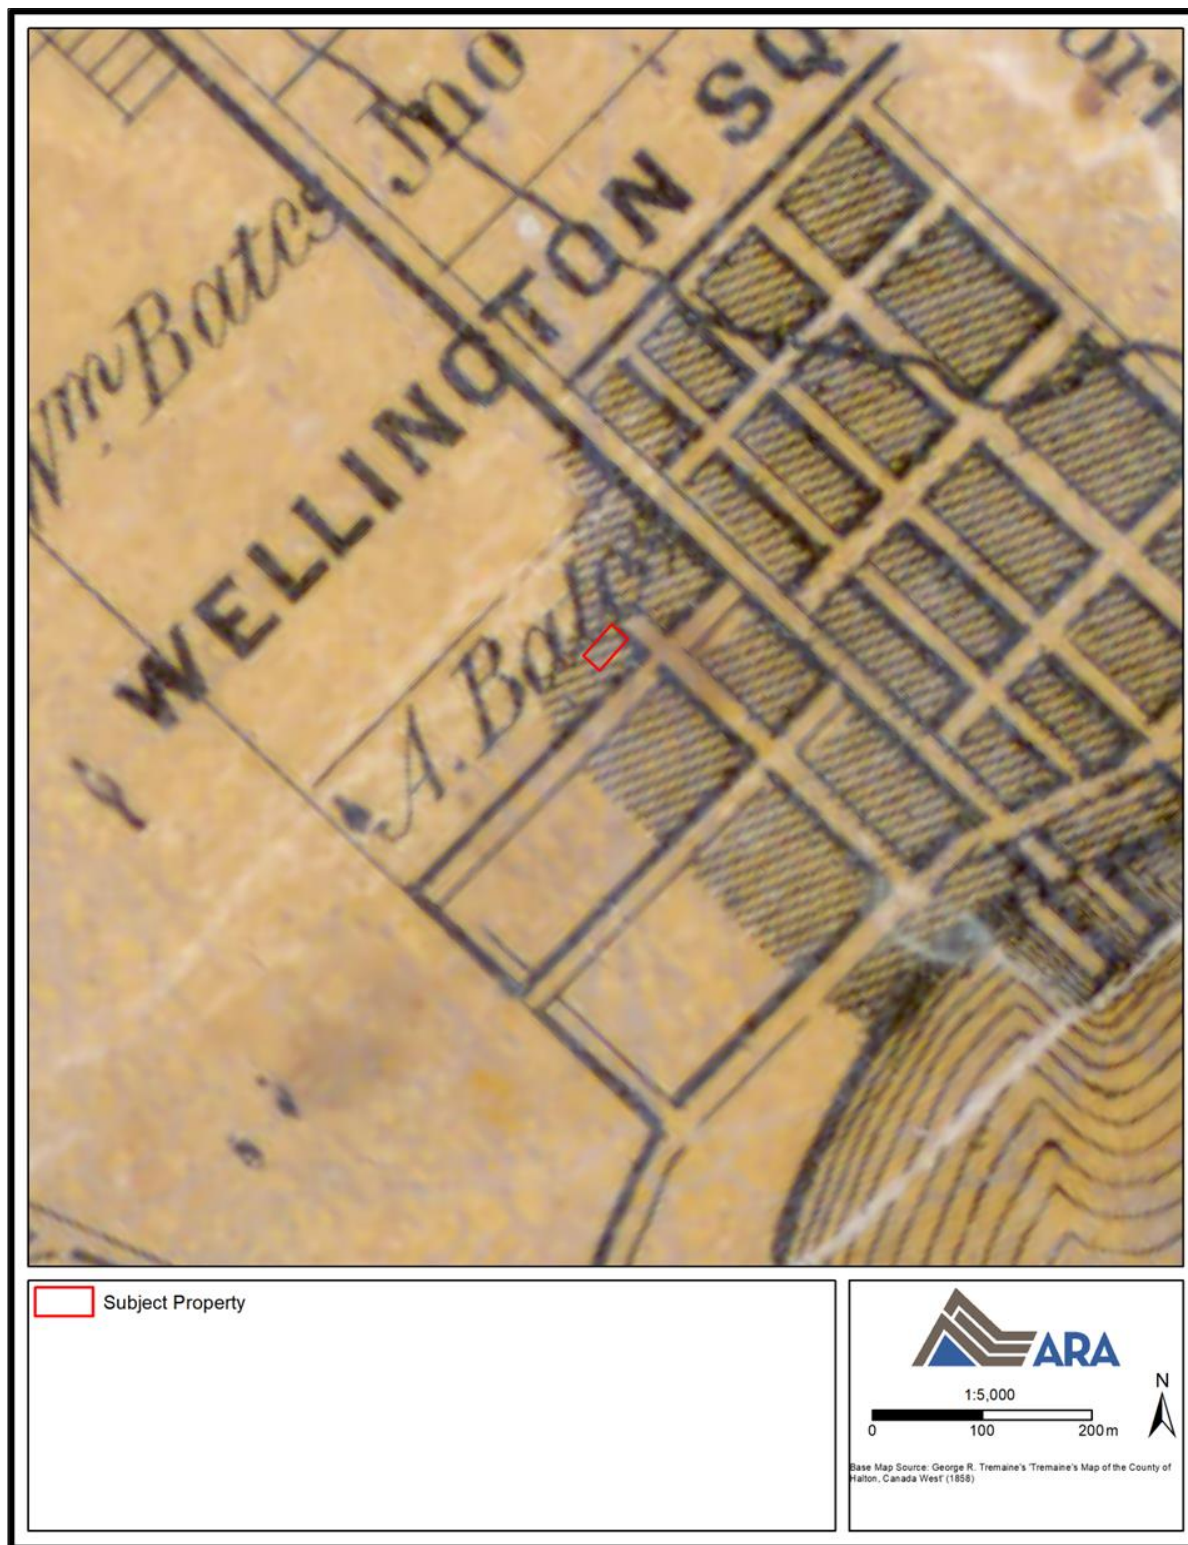 Jno
WELLINGTON SQ
Wm Bates
A. Bates
Subject Property
ARA
1:5,000
N
0 100 200 m
Base Map Source: George R. Tremaine's 'Tremaine's Map of the County of
Halton, Canada West' (1858)